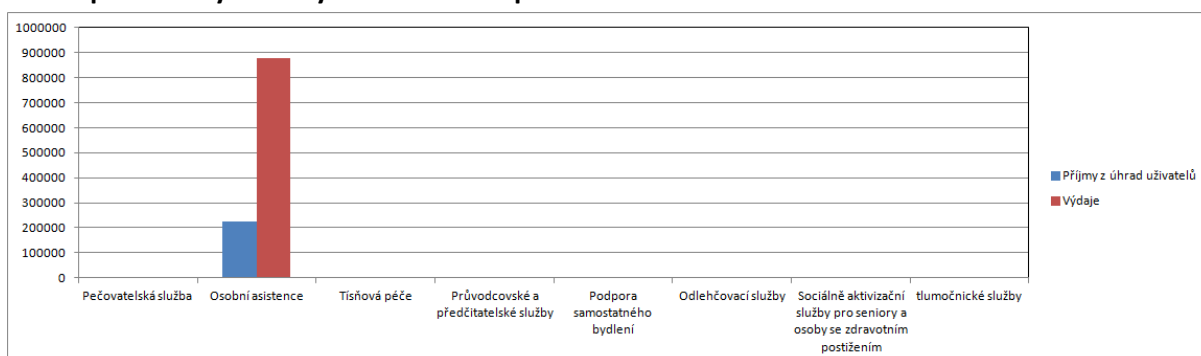 1000000
900000
800000
700000
600000
500000
400000
300000
200000
100000
0
Pečovatelská služba
Osobní asistence
Tísňová péče
Průvodcovské a
předčitatelské služby
Podpora
samostatného
bydlení
Odlehčovací služby
Sociálně aktivizační
služby pro seniory a
osoby se zdravotním
postižením
tlumočnické služby
Příjmy z úhrad uživatelů
Výdaje